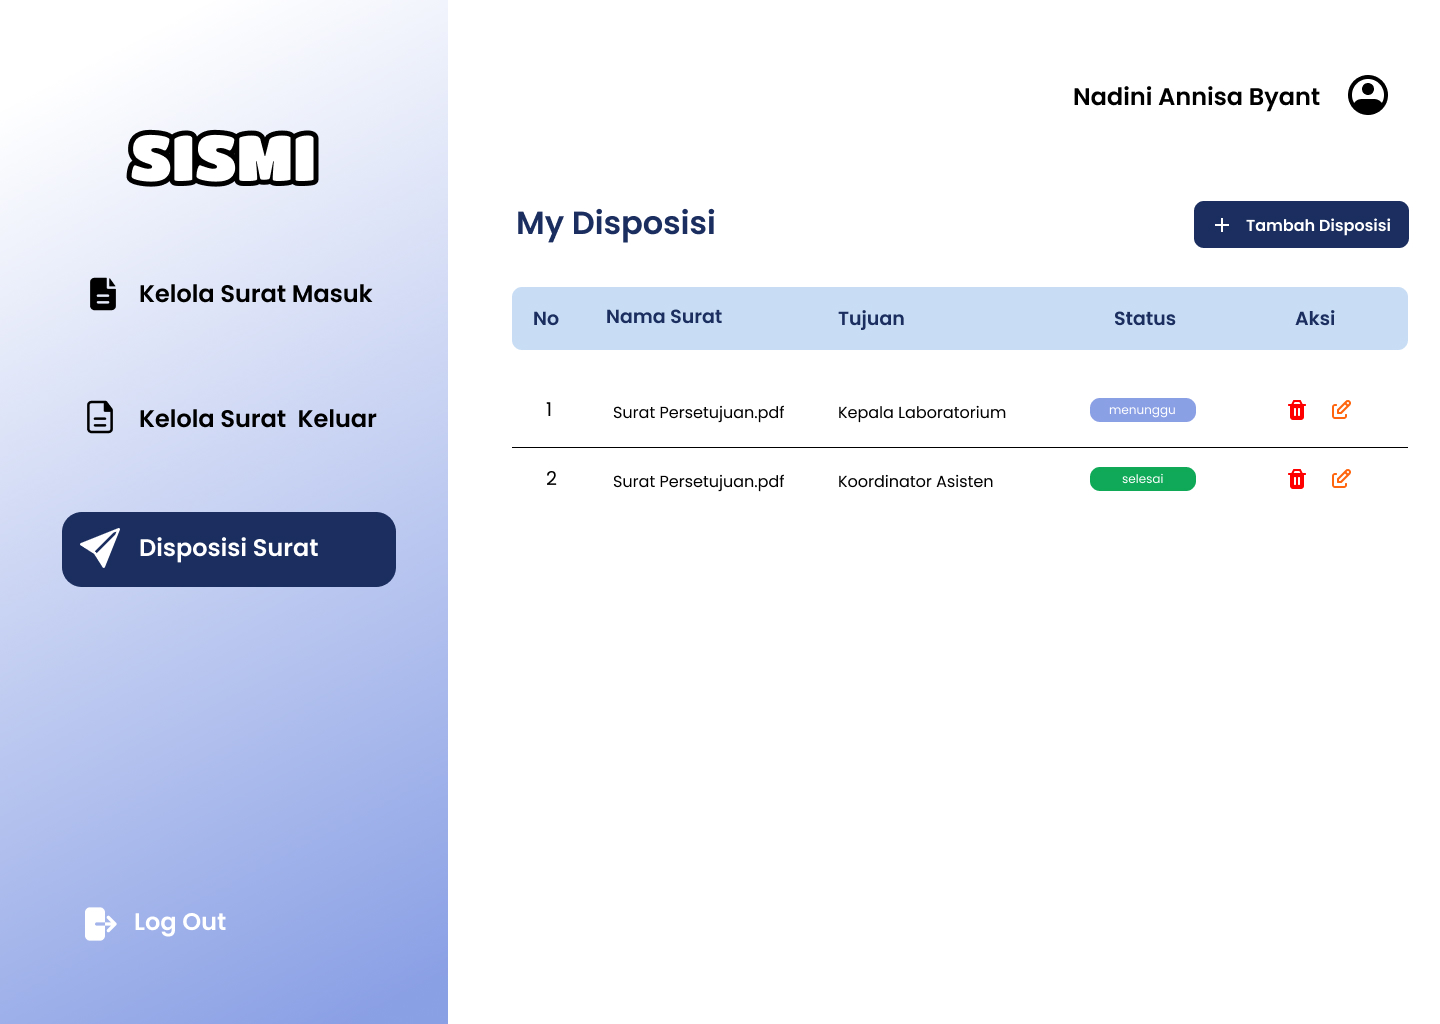 SISMI
Kelola Surat Masuk
Kelola Surat  Keluar
Disposisi Surat
Log Out
Nadini Annisa Byant
My Disposisi
+ Tambah Disposisi
No Nama Surat Tujuan Status Aksi
1 Surat Persetujuan.pdf Kepala Laboratorium menunggu
2 Surat Persetujuan.pdf Koordinator Asisten selesai